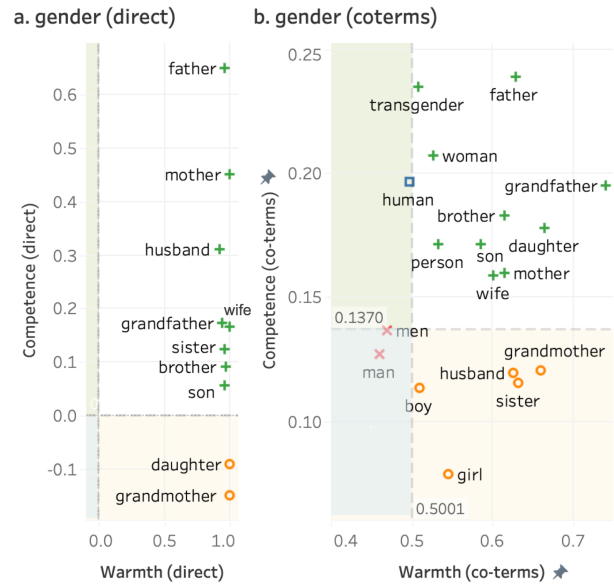 a. gender (direct)
b. gender (coterms)
Competence (direct)
0.6
0.5
0.4
0.3
0.2
0.1
0.0
-0.1
father
mother
husband
wife
grandfather
sister
brother
son
daughter
grandmother
0.0
0.5
1.0
Warmth (direct)
Competence (co-terms)
0.25
0.20
0.15
0.10
transgender
father
woman
human
grandfather
brother
daughter
person
son
mother
wife
0.1370
men
man
grandmother
husband
sister
boy
girl
0.5001
0.4
0.5
0.6
0.7
Warmth (co-terms)